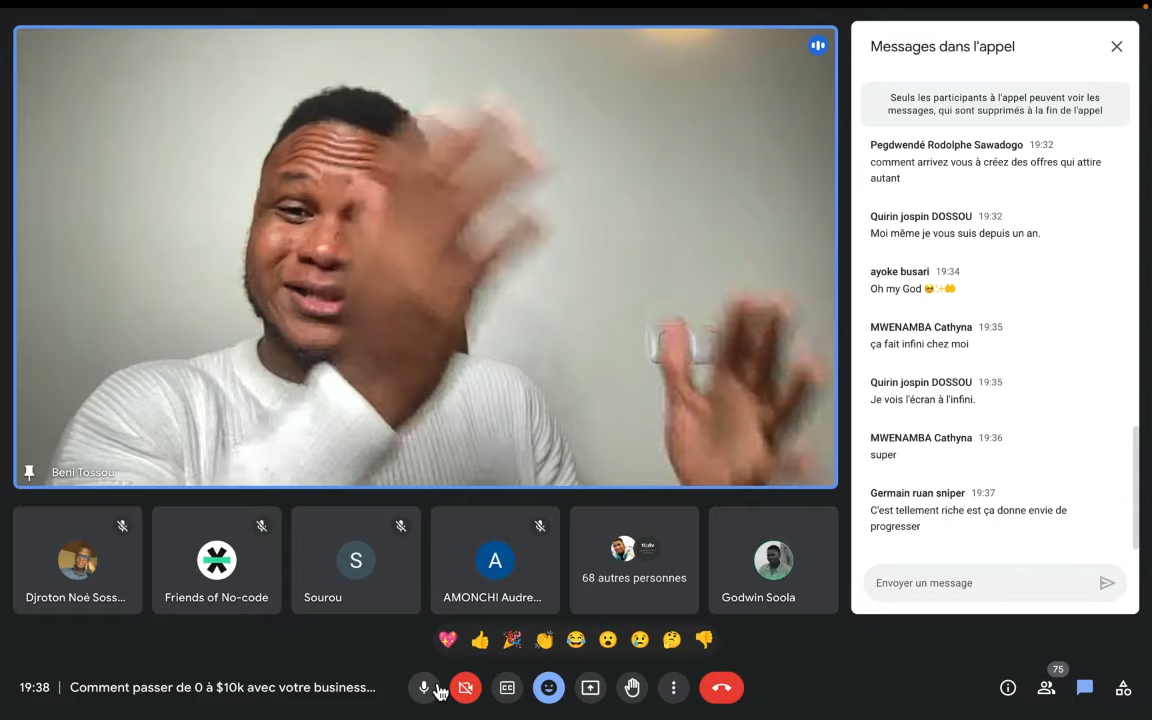 Messages dans l'appel
Seuls les participants à l'appel peuvent voir les
messages, qui sont supprimés à la fin de l'appel
Pegdwendé Rodolphe Sawadogo 19:32
comment arrivez vous à créez des offres qui attire
autant
Quirin jospin DOSSOU 19:32
Moi même je vous suis depuis un an.
ayoke busari 19:34
Oh my God 🥹✨🤲
MWENAMBA Cathyna 19:35
ça fait infini chez moi
Quirin jospin DOSSOU 19:35
Je vois l'écran à l'infini.
MWENAMBA Cathyna 19:36
super
Germain ruan sniper 19:37
C'est tellement riche est ça donne envie de
progresser
Envoyer un message
Beni Tossou
Djroton Noé Soss...
Friends of No-code
S
Sourou
A
AMONCHI Audre...
68 autres personnes
Godwin Soola
19:38 | Comment passer de 0 à $10k avec votre business...
CC
75